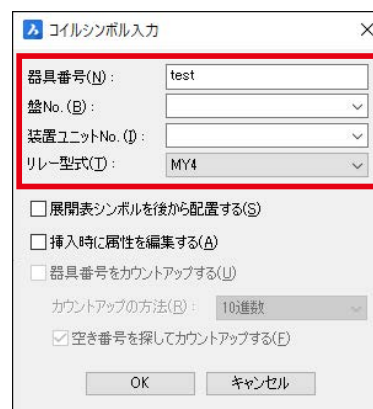 コイルシンボル入力
器具番号(N): test
盤No.(B):
装置ユニットNo.(I):
リレー型式(T): MY4
展開表シンボルを後から配置する(S)
挿入時に属性を編集する(A)
器具番号をカウントアップする(U)
カウントアップの方法(R): 10進数
空き番号を探してカウントアップする(F)
OK キャンセル